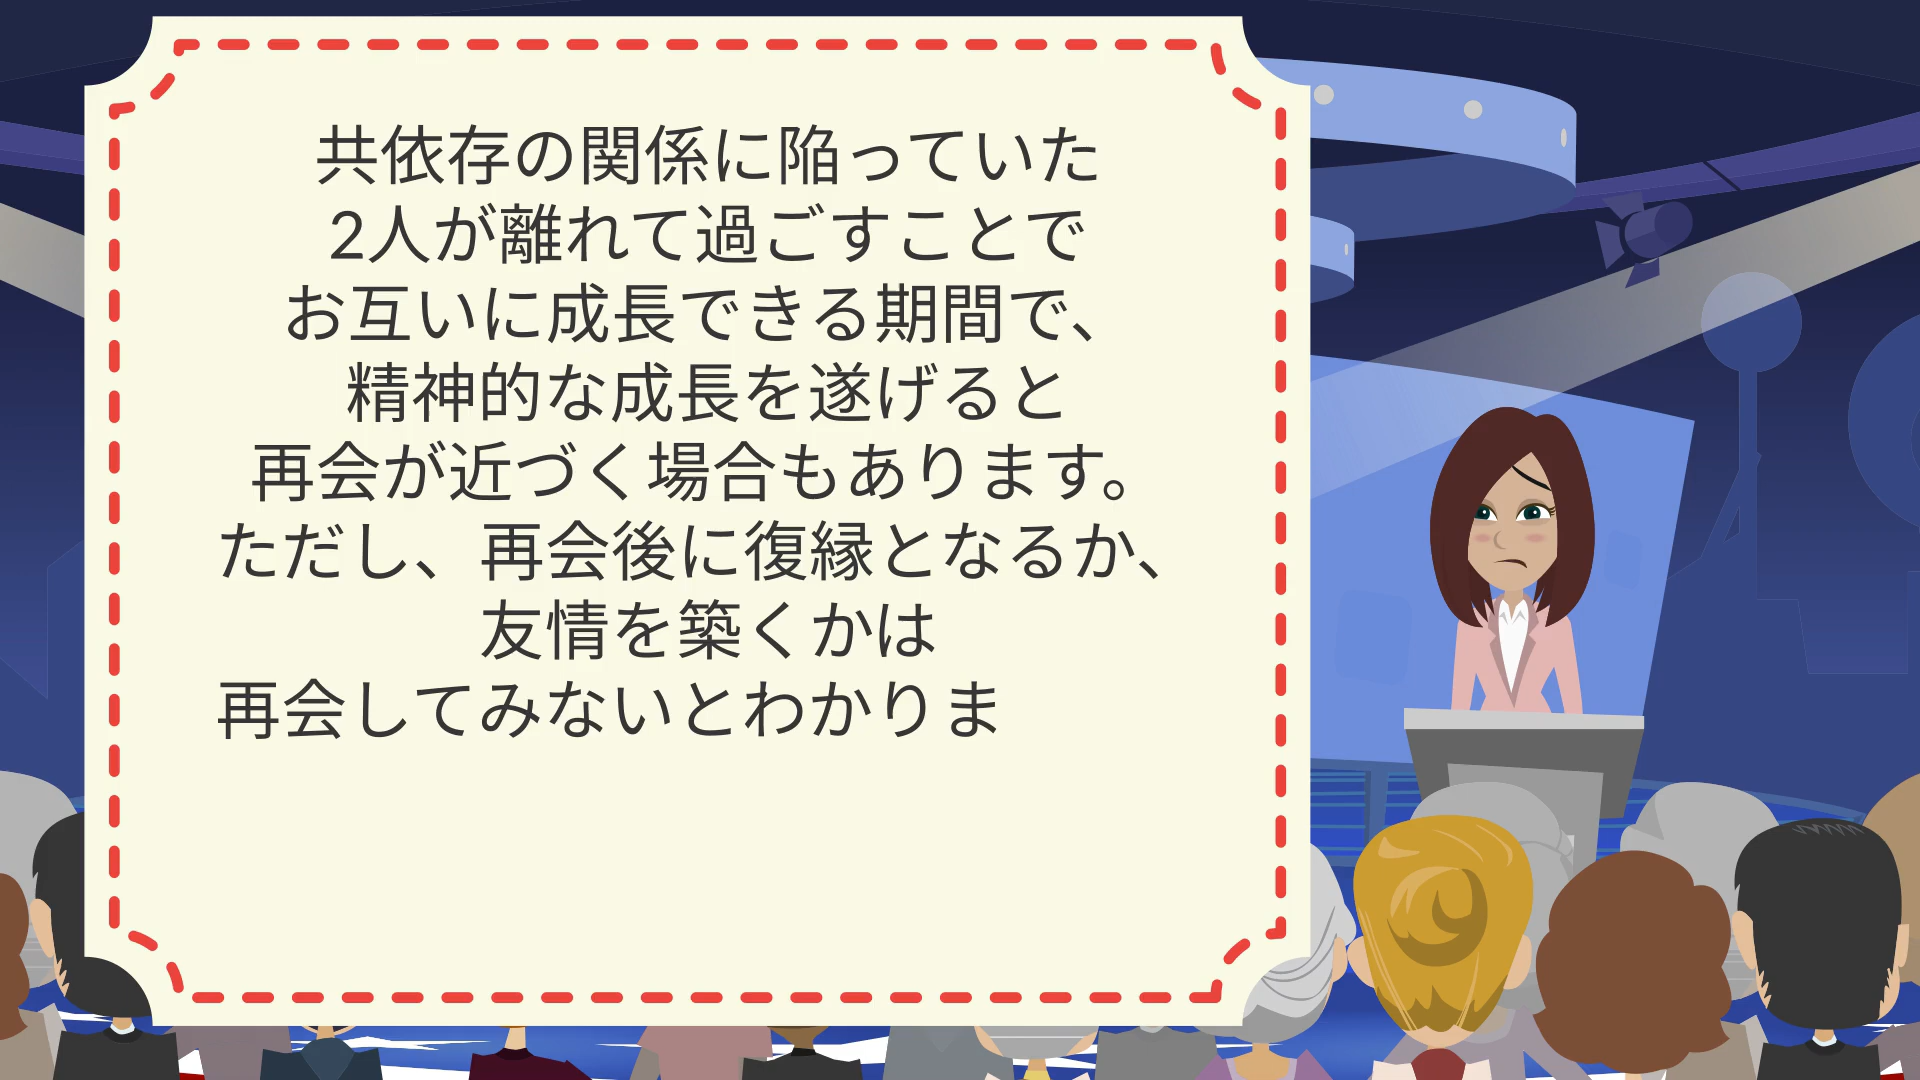 共依存の関係に陥っていた
2人が離れて過ごすことで
お互いに成長できる期間で、
精神的な成長を遂げると
再会が近づく場合もあります。
ただし、再会後に復縁となるか、
友情を築くかは
再会してみないとわかりま